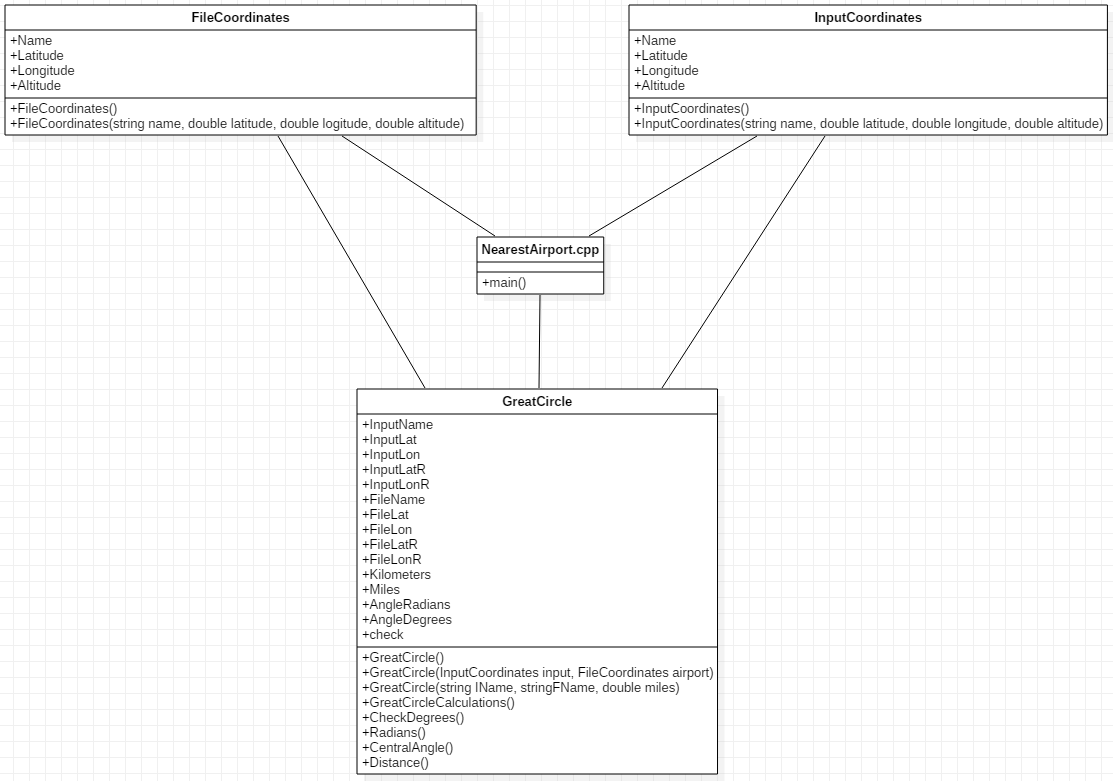 FileCoordinates
+Name
+Latitude
+Longitude
+Altitude
+FileCoordinates()
+FileCoordinates(string name, double latitude, double logitude, double altitude)
InputCoordinates
+Name
+Latitude
+Longitude
+Altitude
+InputCoordinates()
+InputCoordinates(string name, double latitude, double longitude, double altitude)
NearestAirport.cpp
+main()
GreatCircle
+InputName
+InputLat
+InputLon
+InputLatR
+InputLonR
+FileName
+FileLat
+FileLon
+FileLatR
+FileLonR
+Kilometers
+Miles
+AngleRadians
+AngleDegrees
+check
+GreatCircle()
+GreatCircle(InputCoordinates input, FileCoordinates airport)
+GreatCircle(string IName, stringFName, double miles)
+GreatCircleCalculations()
+CheckDegrees()
+Radians()
+CentralAngle()
+Distance()